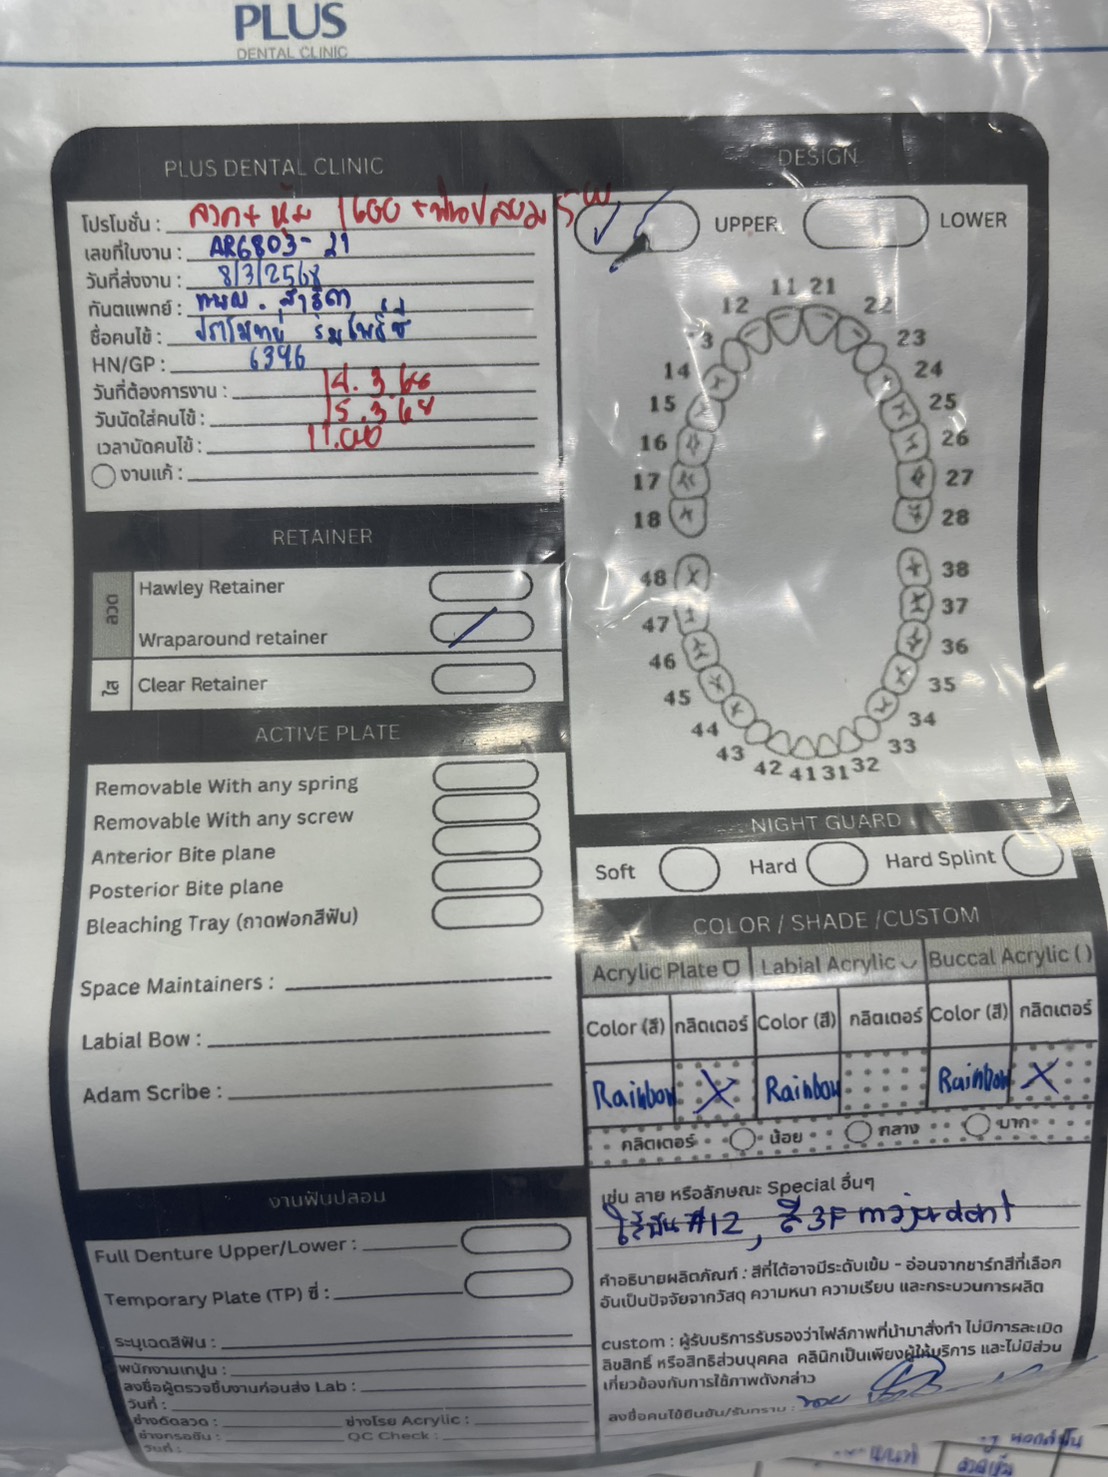 PLUS
DENTAL CLINIC
PLUS DENTAL CLINIC
DESIGN
โปรโมชั่น : ลวด + หุ้ม 1600 + ฟันปลอม
เลขที่ใบงาน : AR6803-21
วันที่ส่งงาน : 8/3/2568
ทันตแพทย์ :
ชื่อคนไข้ :
HN/GP : 6396
วันที่ต้องการงาน : 14.3.
วันนัดใส่คนไข้ : 15.3.68
เวลานัดคนไข้ : 17.00
งานแก้ :
UPPER
LOWER
11 21
12 22
23
14 24
15 25
16 26
17 27
18 28
48 38
47 37
46 36
45 35
44 34
43 33
42 41 31 32
RETAINER
ลวด
Hawley Retainer
Wraparound retainer
ใส
Clear Retainer
ACTIVE PLATE
Removable With any spring
Removable With any screw
Anterior Bite plane
Posterior Bite plane
Bleaching Tray (ถาดฟอกสีฟัน)
Space Maintainers :
Labial Bow :
Adam Scribe :
NIGHT GUARD
Soft Hard Hard Splint
COLOR / SHADE /CUSTOM
Acrylic Plate Labial Acrylic Buccal Acrylic ( )
Color (สี) กลิตเตอร์ Color (สี) กลิตเตอร์ Color (สี) กลิตเตอร์
Rainbow X Rainbow Rainbow X
กลิตเตอร์ น้อย กลาง มาก
เช่น ลาย หรือลักษณะ Special อื่นๆ
ใส่ฟัน #12, สี 3F majordent
คำอธิบายผลิตภัณฑ์ : สีที่ได้อาจมีระดับเข้ม - อ่อนจากชาร์ทสีที่เลือก
อันเป็นปัจจัยจากวัสดุ ความหนา ความเรียบ และกระบวนการผลิต
custom : ผู้รับบริการรับรองว่าไฟล์ภาพที่นำมาสั่งทำ ไม่มีการละเมิด
ลิขสิทธิ์ หรือสิทธิส่วนบุคคล คลินิกเป็นเพียงผู้ให้บริการ และไม่มีส่วน
เกี่ยวข้องกับการใช้ภาพดังกล่าว
ลงชื่อคนไข้ยืนยัน/รับทราบ :
งานฟันปลอม
Full Denture Upper/Lower :
Temporary Plate (TP) ซี่ :
ระบุเฉดสีฟัน :
พนักงานเทปูน :
ลงชื่อผู้ตรวจชิ้นงานก่อนส่ง Lab :
วันที่ :
ช่างดัดลวด : ช่างโรย Acrylic :
ช่างกรอขัด : QC Check :
วันที่ :